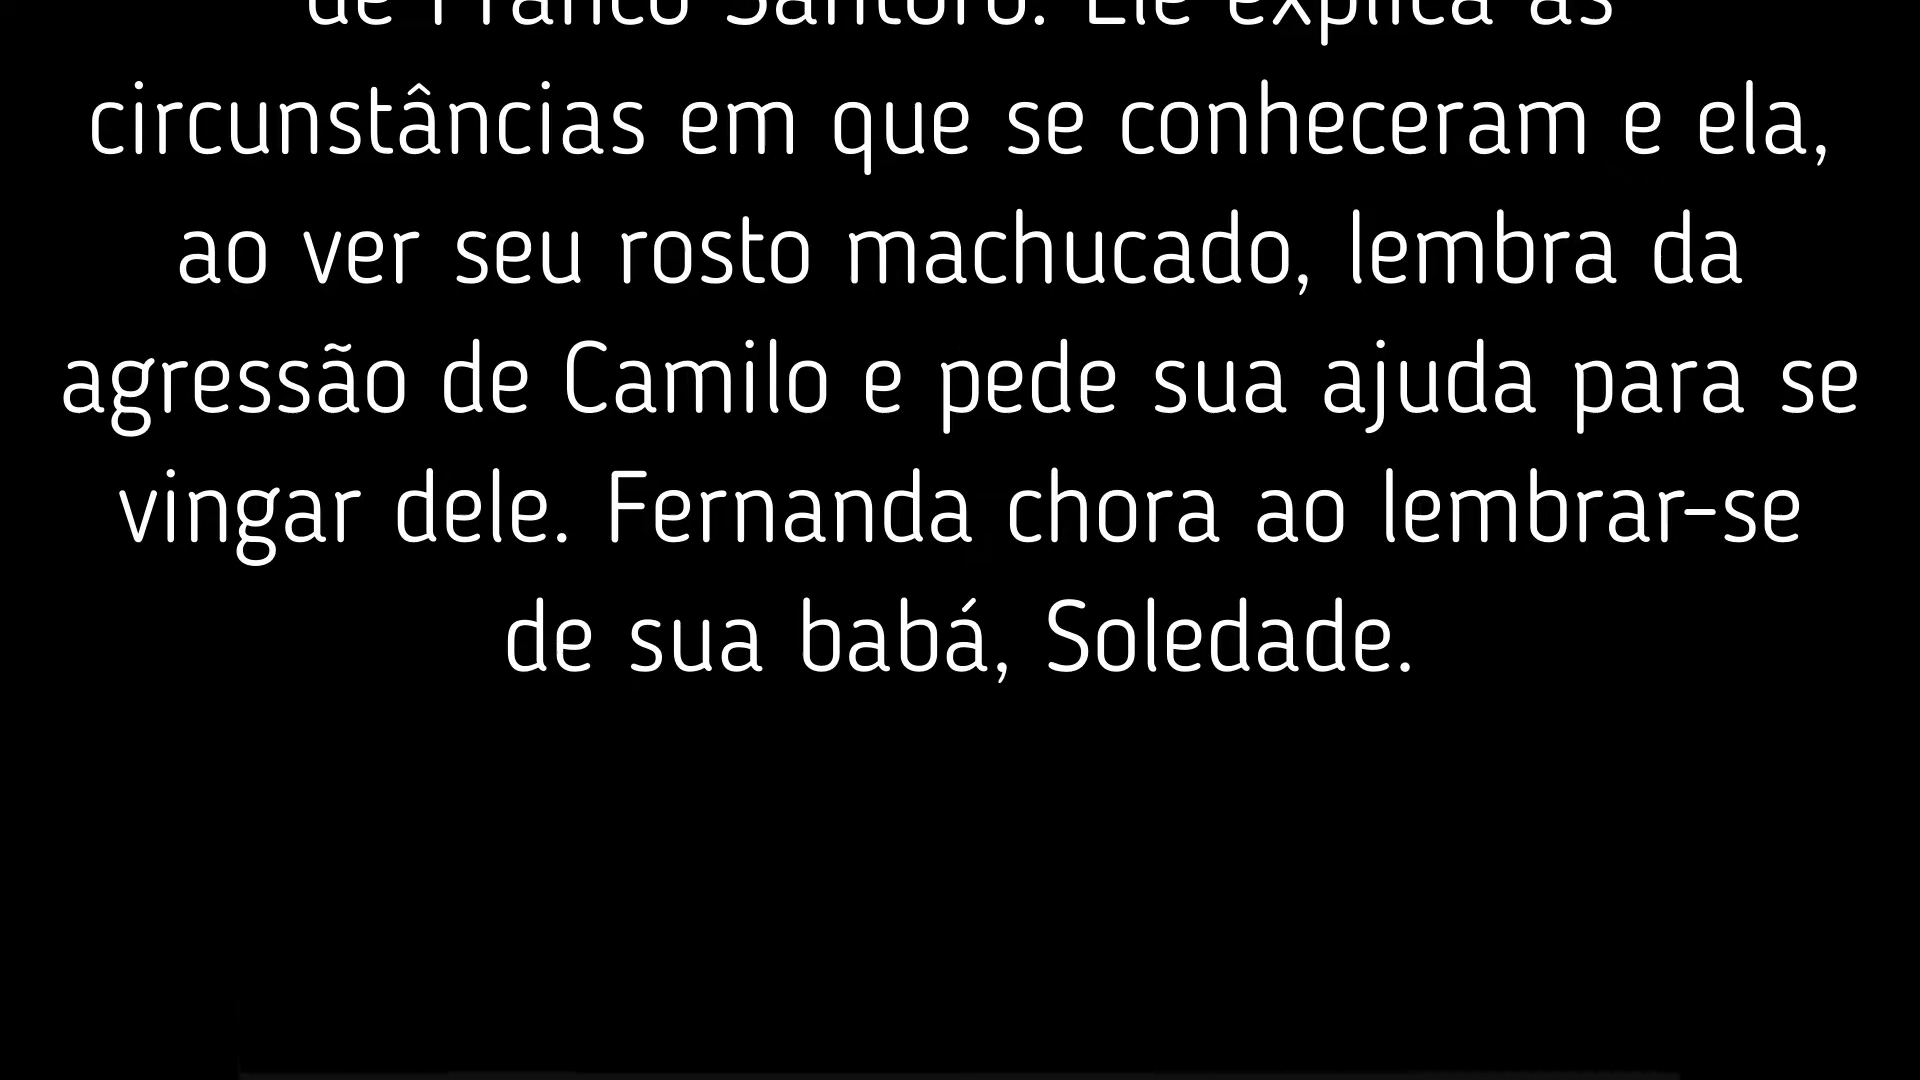 de Franco Santoro. Ele explica as
circunstâncias em que se conheceram e ela,
ao ver seu rosto machucado, lembra da
agressão de Camilo e pede sua ajuda para se
vingar dele. Fernanda chora ao lembrar-se
de sua babá, Soledade.